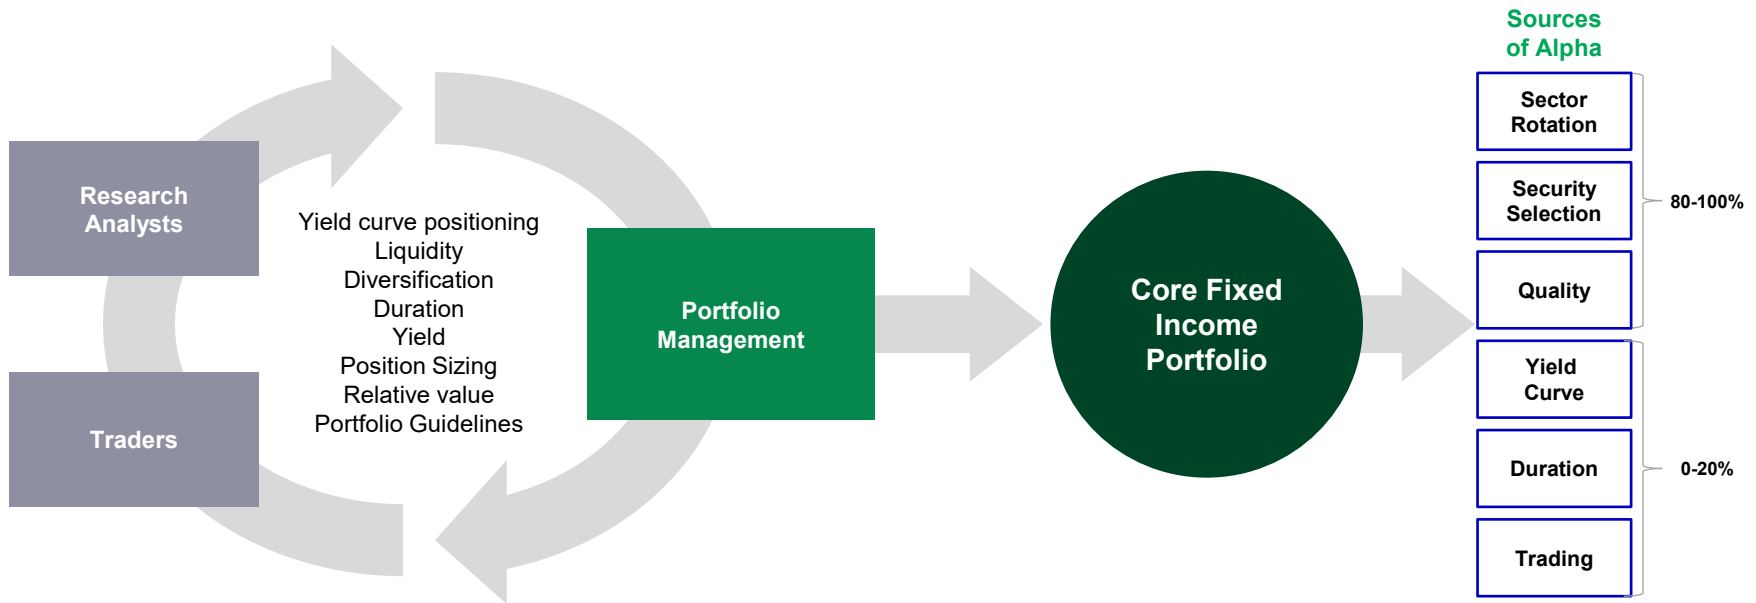 Research
Analysts
Traders
Yield curve positioning
Liquidity
Diversification
Duration
Yield
Position Sizing
Relative value
Portfolio Guidelines
Portfolio
Management
Core Fixed
Income
Portfolio
Sources
of Alpha
Sector
Rotation
Security
Selection
Quality
80-100%
Yield
Curve
Duration
Trading
0-20%